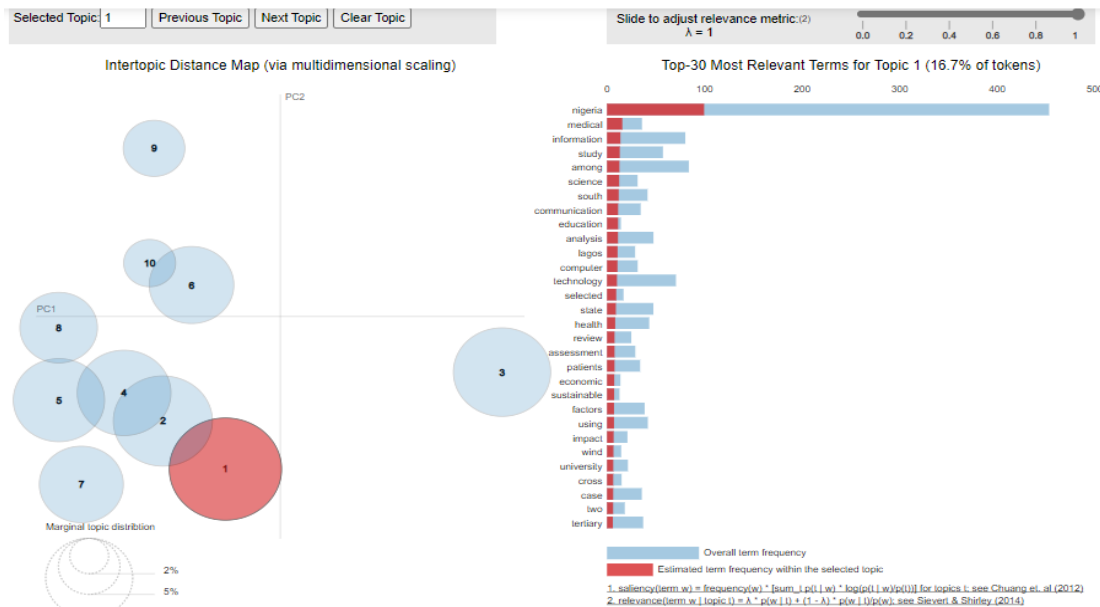 Selected Topic: 1 Previous Topic Next Topic Clear Topic
Slide to adjust relevance metric:(2)
λ = 1
0.0 0.2 0.4 0.6 0.8 1
Intertopic Distance Map (via multidimensional scaling)
PC2
PC1
9
10
6
8
3
4
5
2
1
7
Marginal topic distribtion
2%
5%
Top-30 Most Relevant Terms for Topic 1 (16.7% of tokens)
0 100 200 300 400 500
nigeria
medical
information
study
among
science
south
communication
education
analysis
lagos
computer
technology
selected
state
health
review
assessment
patients
economic
sustainable
factors
using
impact
wind
university
cross
case
two
tertiary
Overall term frequency
Estimated term frequency within the selected topic
1. saliency(term w) = frequency(w) * [sum_t p(t | w) * log(p(t | w)/p(t))] for topics t; see Chuang et. al (2012)
2. relevance(term w | topic t) = λ * p(w | t) + (1 - λ) * p(w | t)/p(w); see Sievert & Shirley (2014)